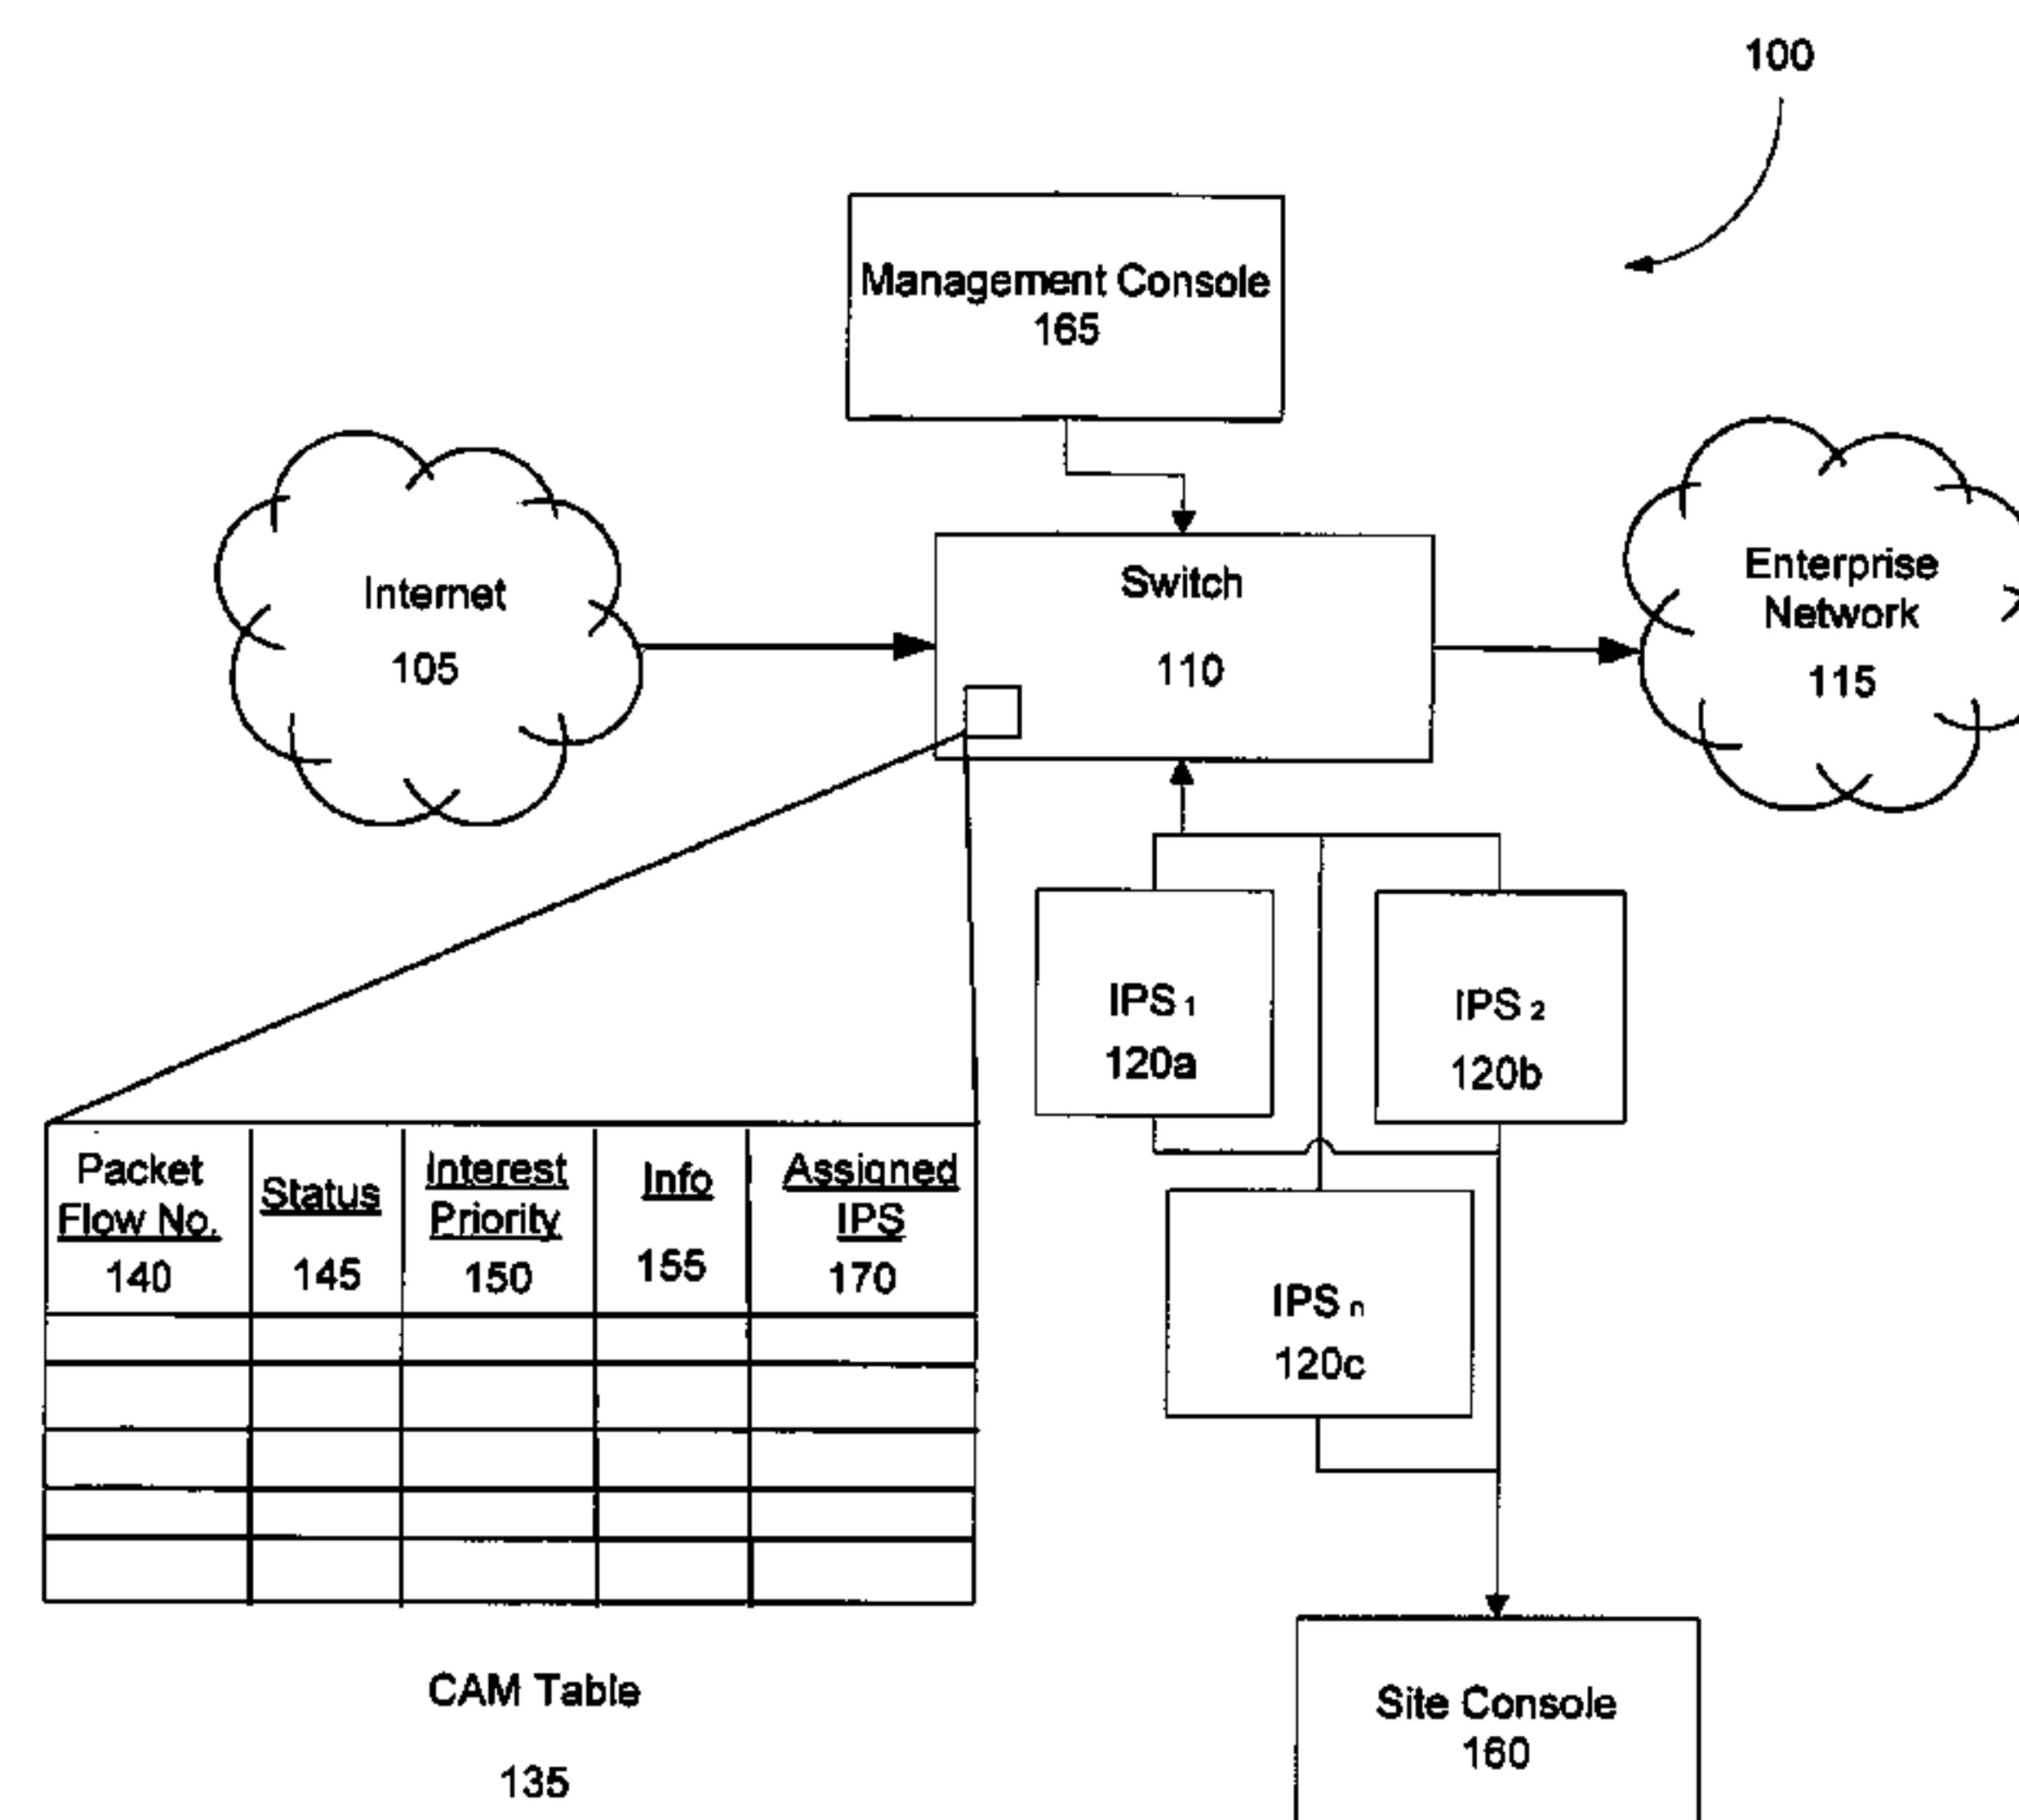 100
Management Console
165
Internet
105
Switch
110
Enterprise
Network
115
IPS 1
120a
IPS 2
120b
Packet
Flow No.
140
Status
145
Interest
Priority
150
Info
155
Assigned
IPS
170
IPS n
120c
CAM Table
135
Site Console
160